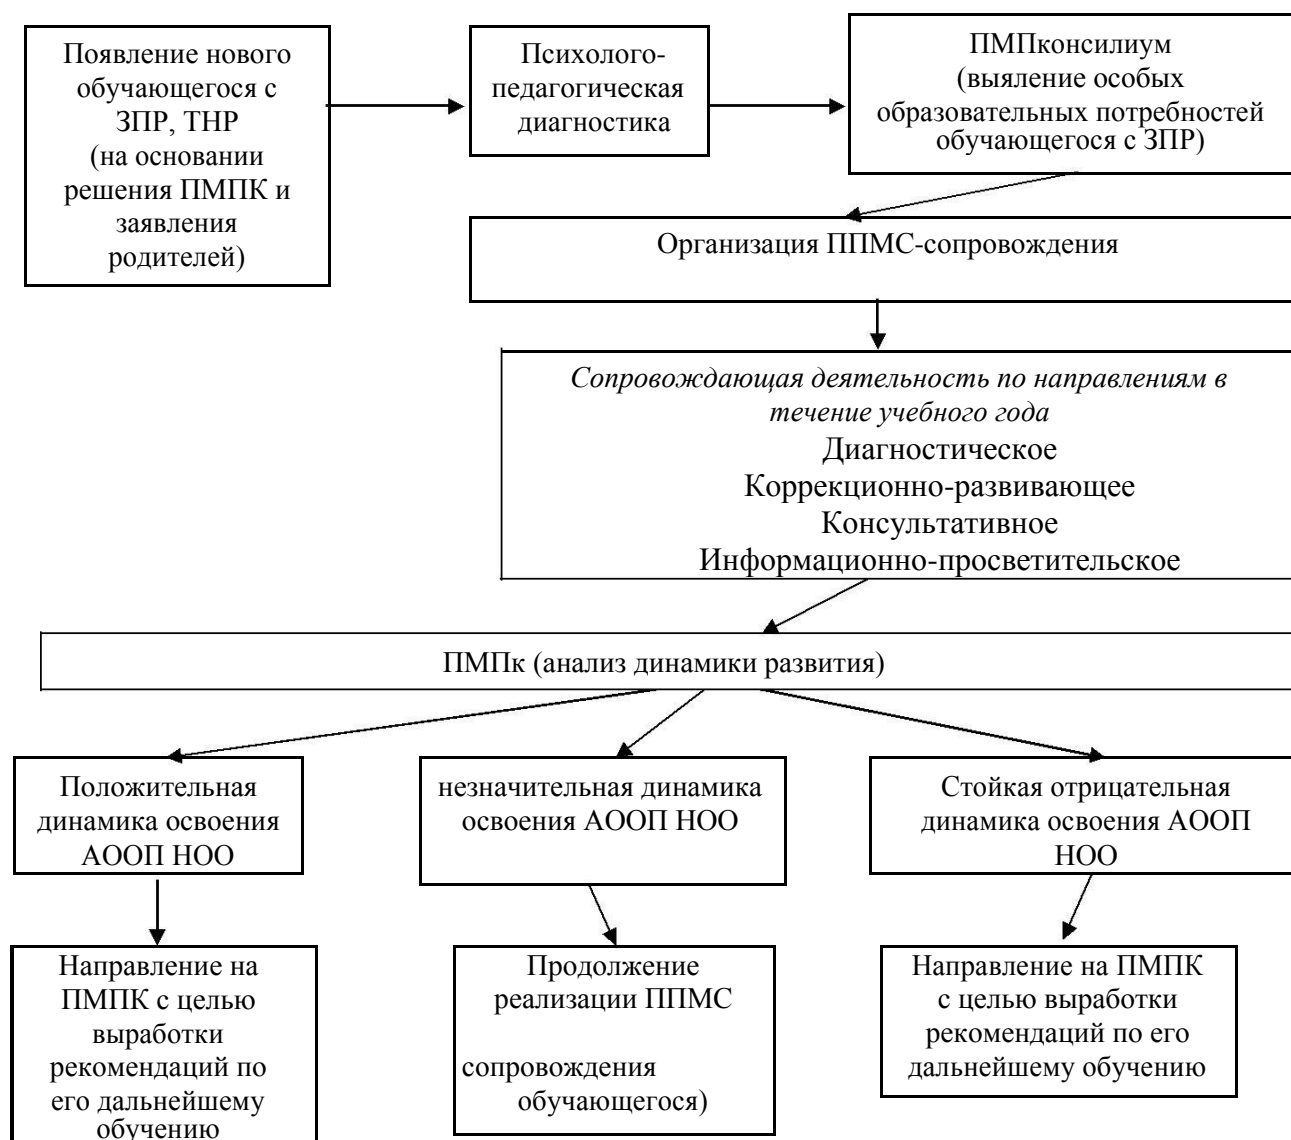 Появление нового
обучающегося с
ЗПР, ТНР
(на основании
решения ПМПК и
заявления
родителей)
Психолого-
педагогическая
диагностика
ПМПконсилиум
(выяление особых
образовательных потребностей
обучающегося с ЗПР)
Организация ППМС-сопровождения
Сопровождающая деятельность по направлениям в
течение учебного года
Диагностическое
Коррекционно-развивающее
Консультативное
Информационно-просветительское
ПМПк (анализ динамики развития)
Положительная
динамика освоения
АООП НОО
незначительная динамика
освоения АООП НОО
Стойкая отрицательная
динамика освоения АООП
НОО
Направление на
ПМПК с целью
выработки
рекомендаций по
его дальнейшему
обучению
Продолжение
реализации ППМС
сопровождения
обучающегося)
Направление на ПМПК
с целью выработки
рекомендаций по его
дальнейшему обучению